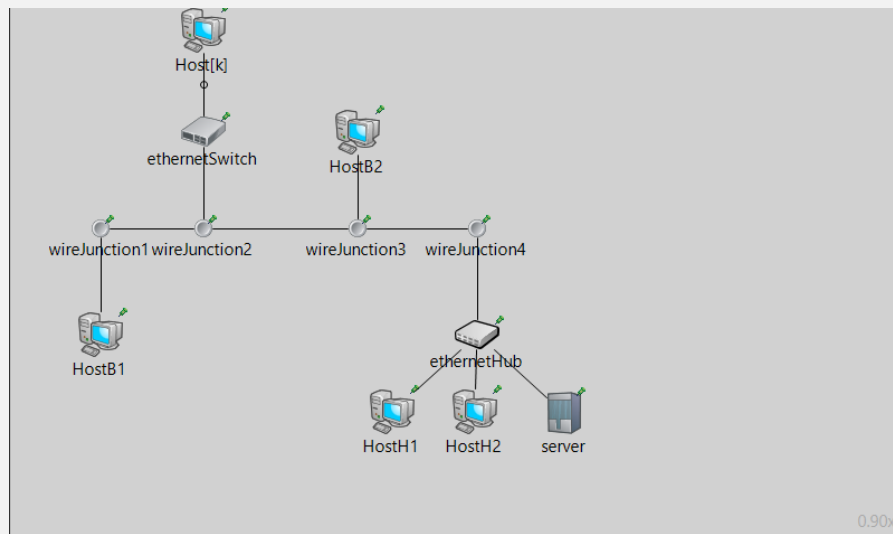 Host[k]
ethernetSwitch
HostB2
wireJunction1 wireJunction2 wireJunction3 wireJunction4
HostB1
ethernetHub
HostH1 HostH2 server
0.90x